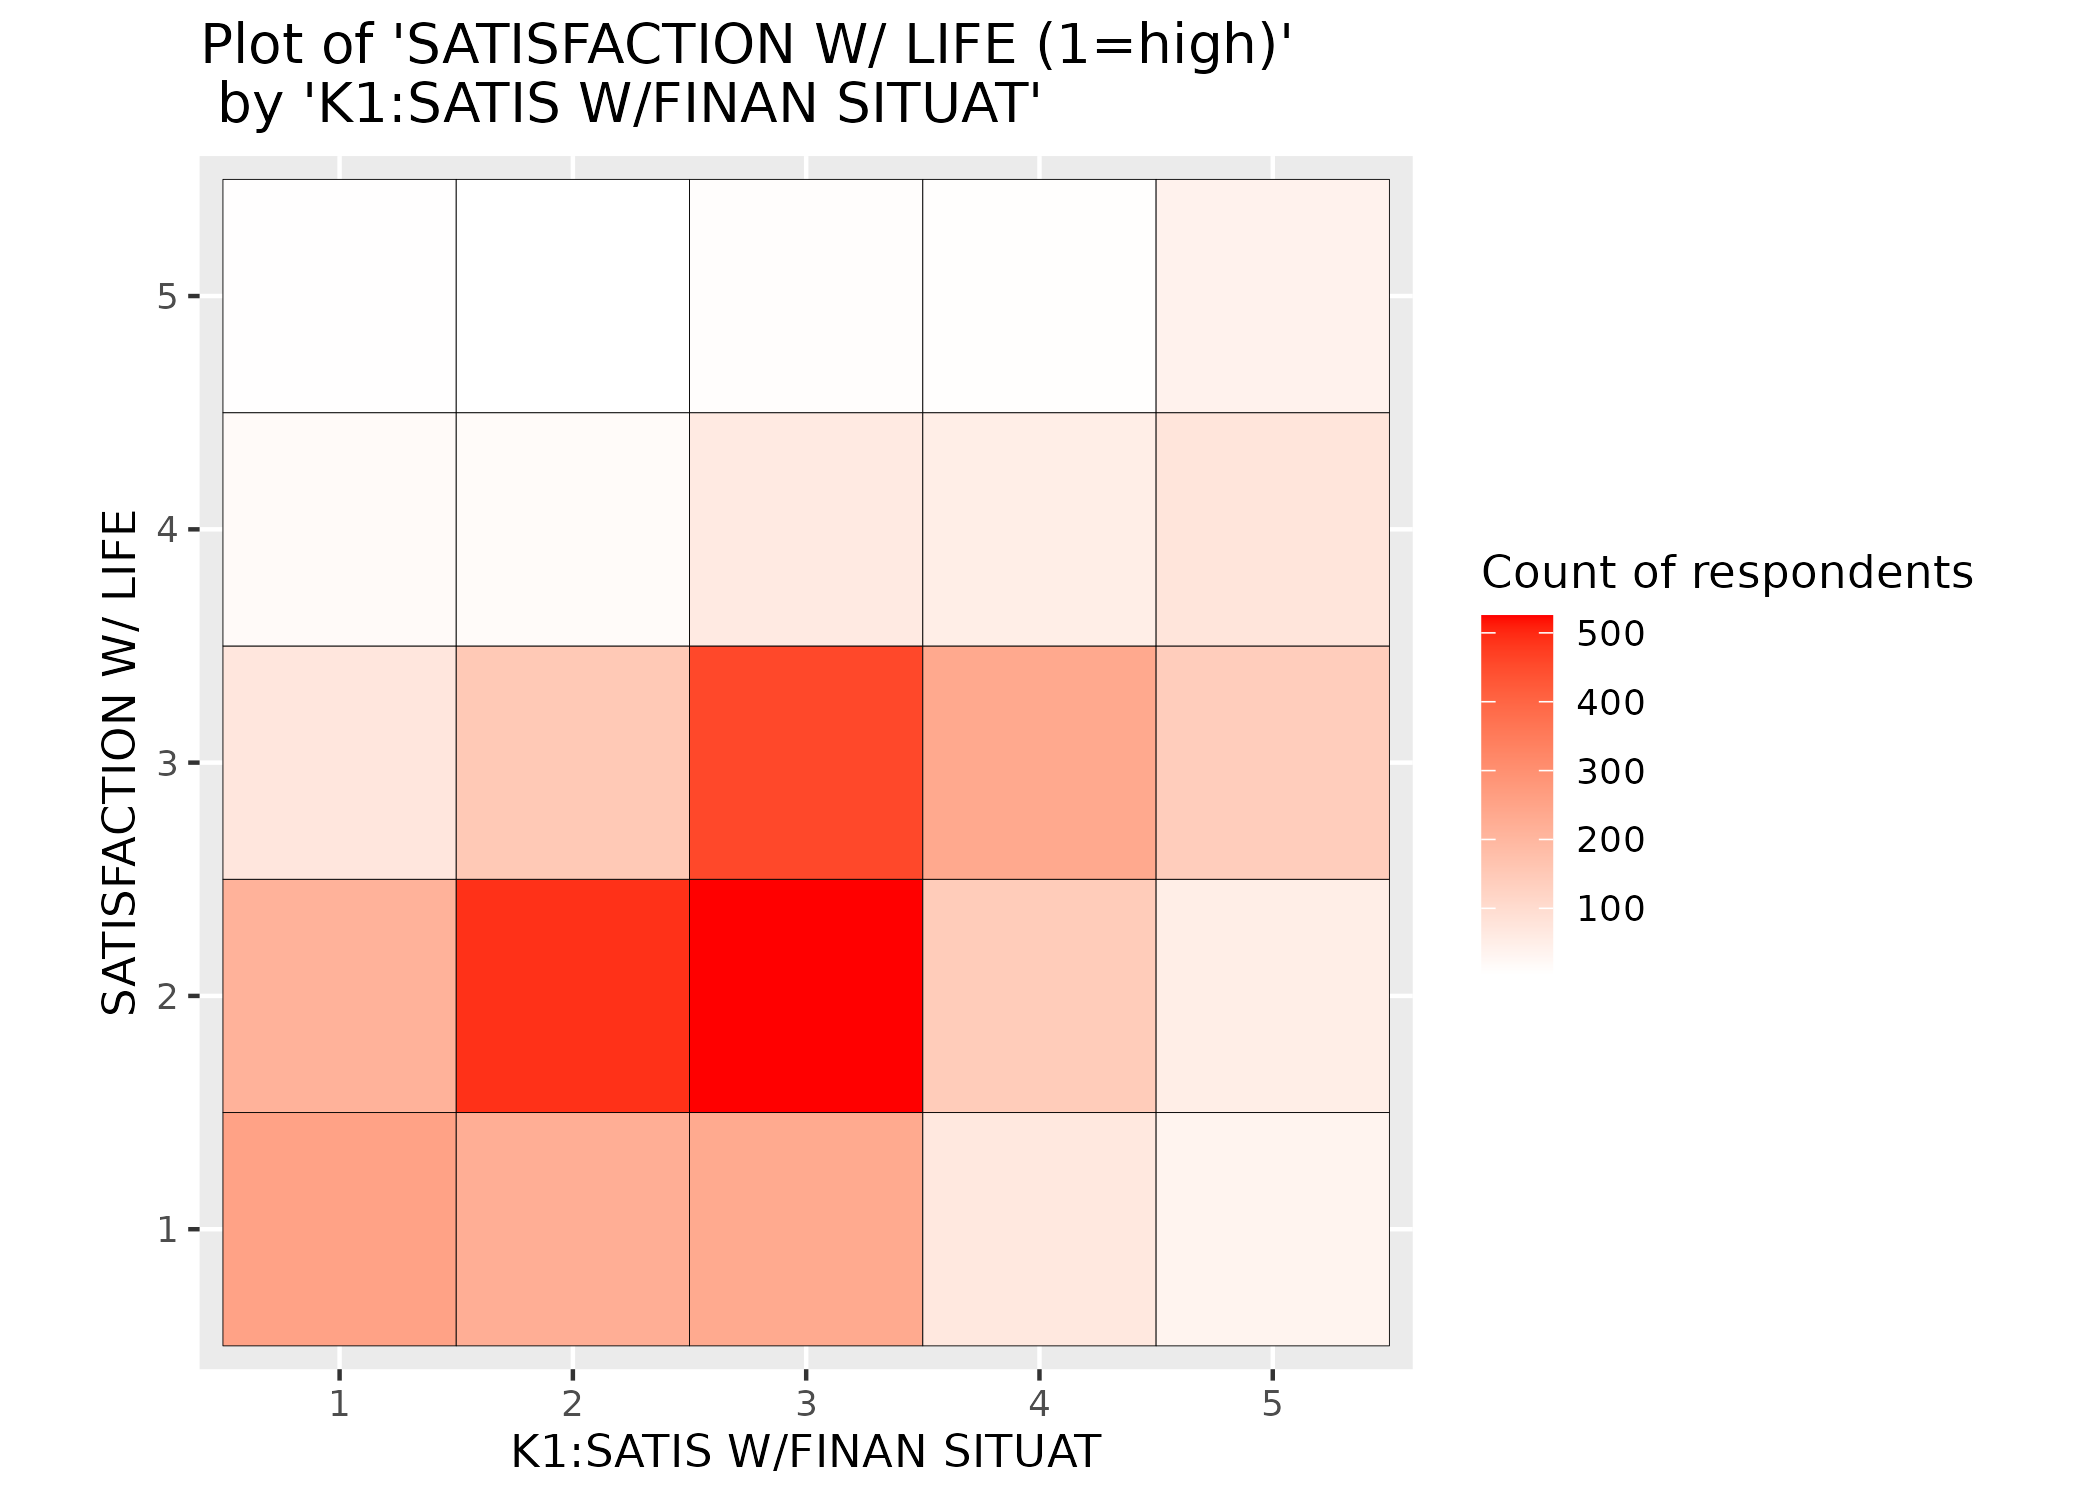 Plot of 'SATISFACTION W/ LIFE (1=high)'
by 'K1:SATIS W/FINAN SITUAT'
SATISFACTION W/ LIFE
5
4
3
2
1
1 2 3 4 5
K1:SATIS W/FINAN SITUAT
Count of respondents
500
400
300
200
100